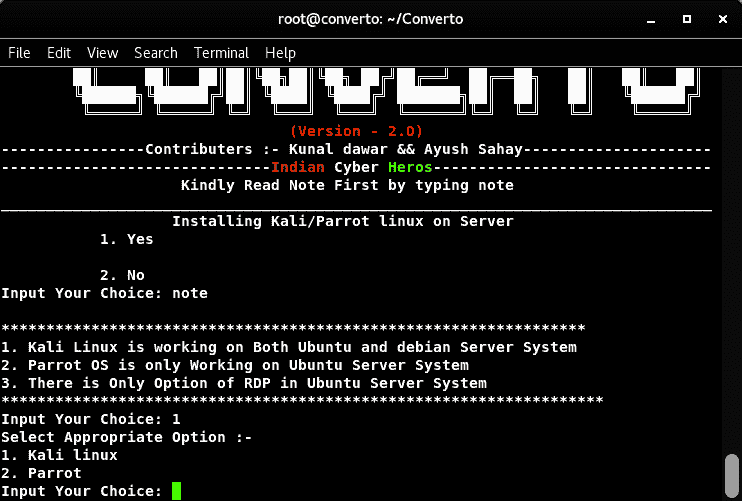 root@converto: ~/Converto
File Edit View Search Terminal Help
(Version - 2.0)
----------------Contributers :- Kunal dawar && Ayush Sahay---------------------
------------------------------Indian Cyber Heros-------------------------------
Kindly Read Note First by typing note
_______________________________________________________________________________
Installing Kali/Parrot linux on Server
1. Yes
2. No
Input Your Choice: note
*****************************************************************
1. Kali Linux is working on Both Ubuntu and debian Server System
2. Parrot OS is only Working on Ubuntu Server System
3. There is Only Option of RDP in Ubuntu Server System
*******************************************************************
Input Your Choice: 1
Select Appropriate Option :-
1. Kali linux
2. Parrot
Input Your Choice: